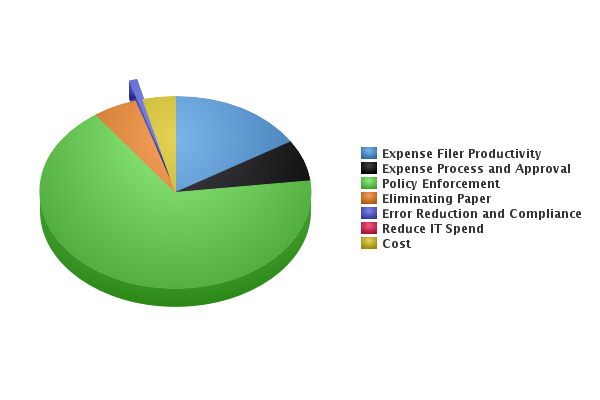 Expense Filer Productivity
Expense Process and Approval
Policy Enforcement
Eliminating Paper
Error Reduction and Compliance
Reduce IT Spend
Cost